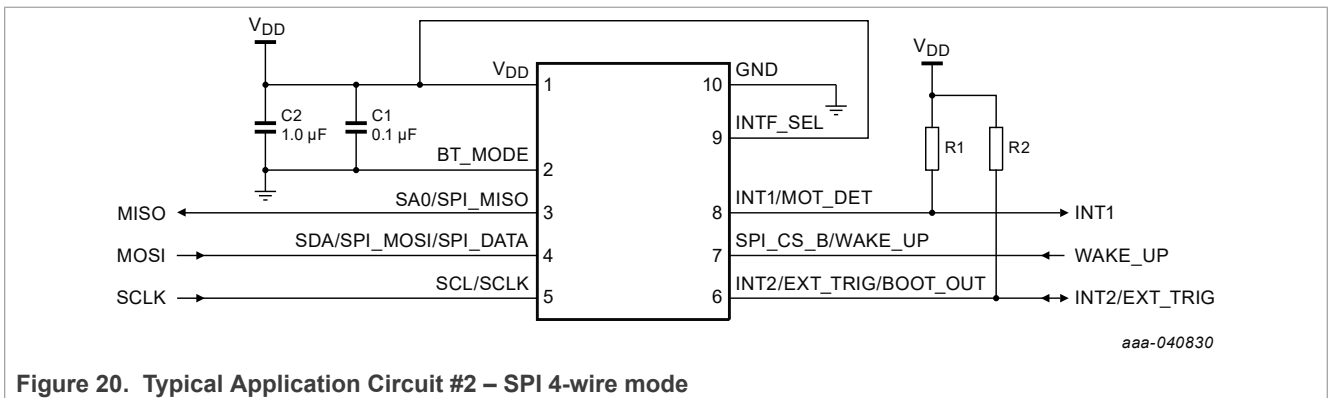 VDD
VDD
VDD
1
10
GND
C2
1.0 µF
C1
0.1 µF
9
INTF_SEL
R1
R2
BT_MODE
2
MISO
SA0/SPI_MISO
3
8
INT1/MOT_DET
INT1
MOSI
SDA/SPI_MOSI/SPI_DATA
4
7
SPI_CS_B/WAKE_UP
WAKE_UP
SCLK
SCL/SCLK
5
6
INT2/EXT_TRIG/BOOT_OUT
INT2/EXT_TRIG
aaa-040830
Figure 20. Typical Application Circuit #2 – SPI 4-wire mode